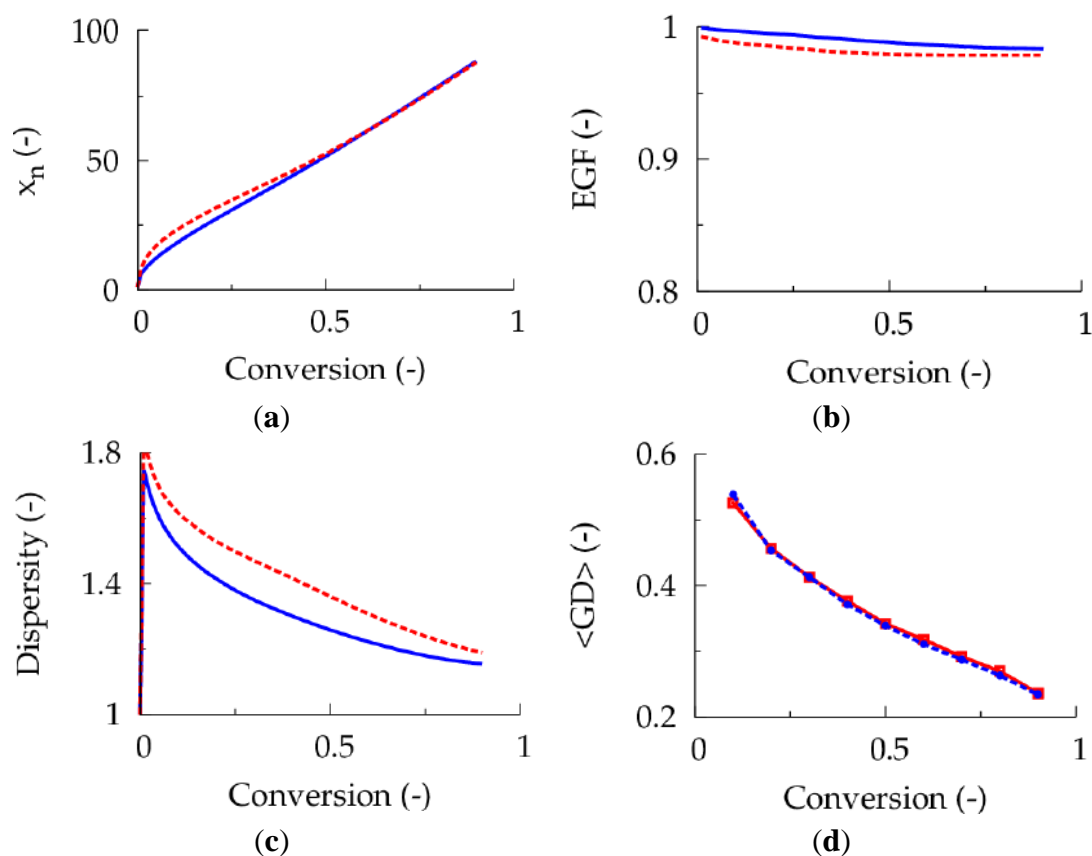 100
50
0
xn (-)
0
0.5
1
Conversion (-)
(a)
1
0.9
0.8
EGF (-)
0
0.5
1
Conversion (-)
(b)
1.8
1.4
1
Dispersity (-)
0
0.5
1
Conversion (-)
(c)
0.6
0.4
0.2
<GD> (-)
0
0.5
1
Conversion (-)
(d)